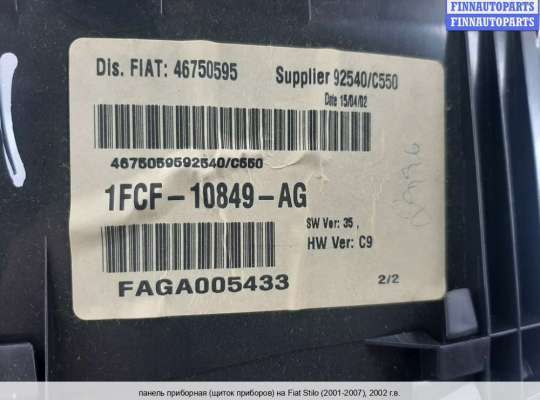 FINNAUTOPARTS
FINNAUTOPARTS
Dis. FIAT: 46750595 Supplier 92540/C550
Date 15/04/02
4675059592540/C550
1FCF-10849-AG
SW Ver: 35 ,
HW Ver: C9
FAGA005433
2/2
панель приборная (щиток приборов) на Fiat Stilo (2001-2007), 2002 г.в.